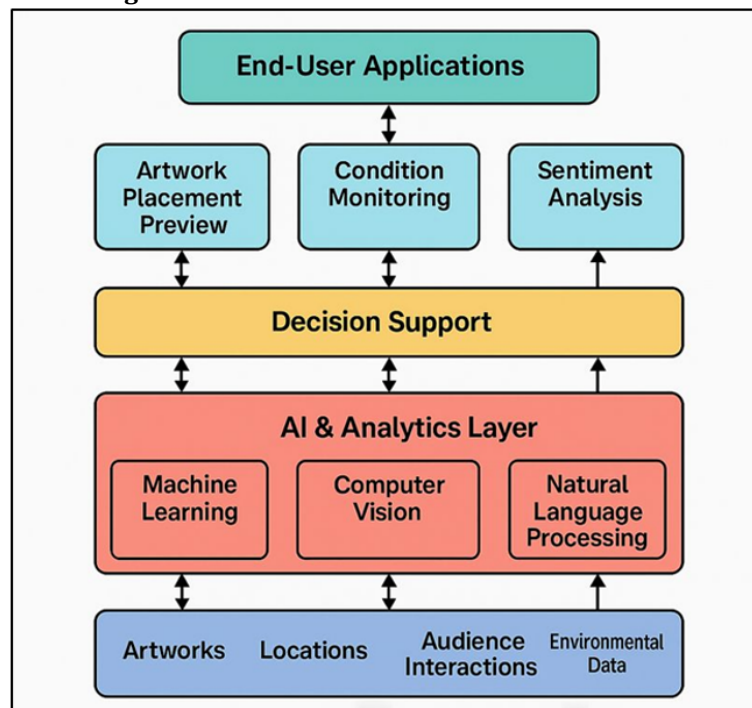 End-User Applications
Artwork
Placement
Preview
Condition
Monitoring
Sentiment
Analysis
Decision Support
AI & Analytics Layer
Machine
Learning
Computer
Vision
Natural
Language
Processing
Artworks
Locations
Audience
Interactions
Environmental
Data